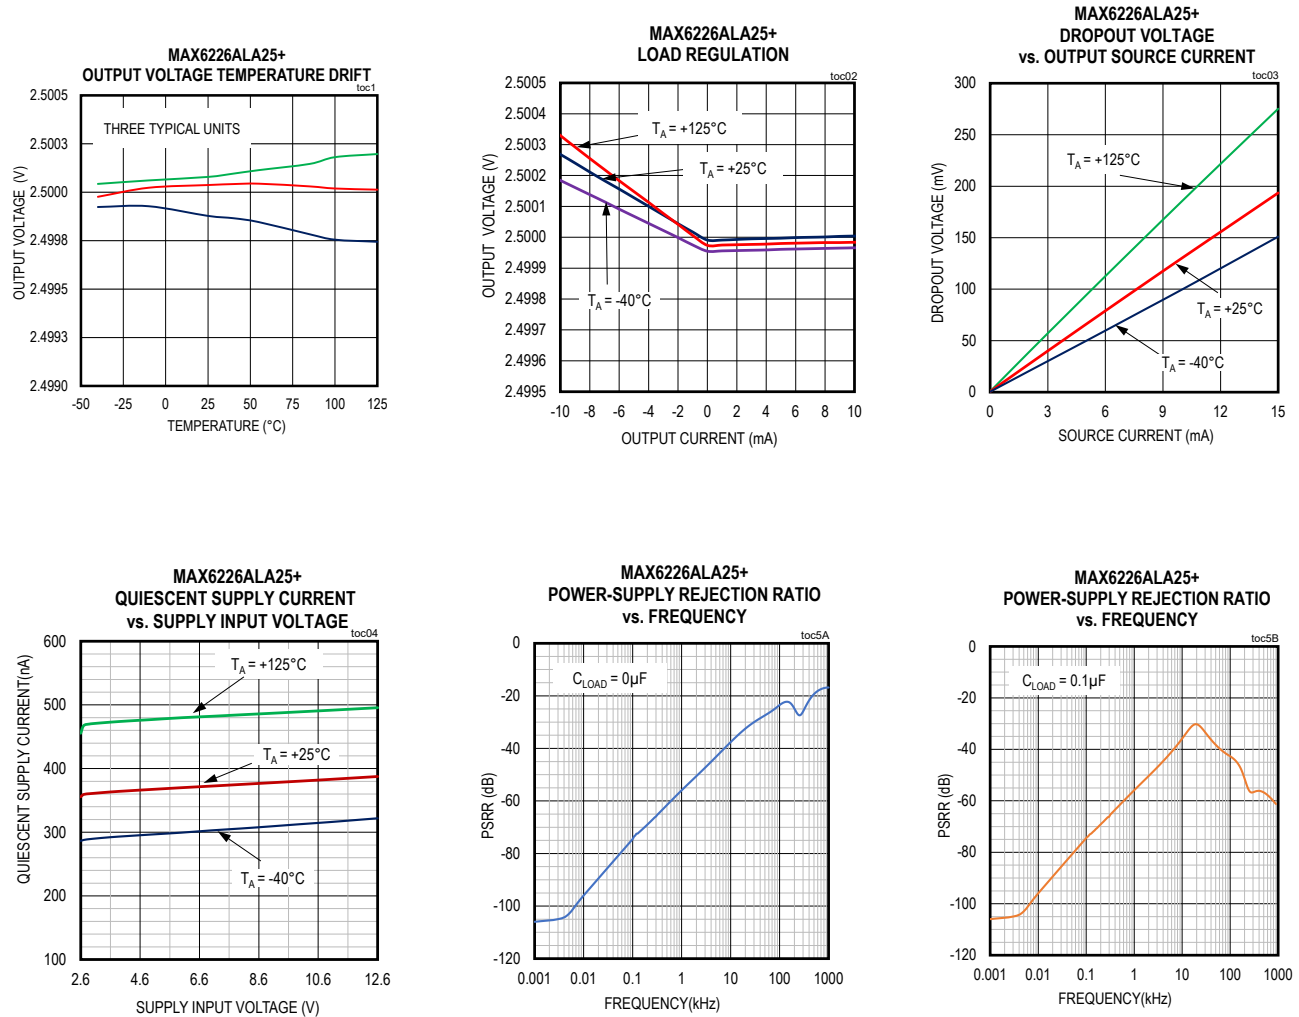 MAX6226ALA25+
OUTPUT VOLTAGE TEMPERATURE DRIFT
toc1
2.5005
2.5003
2.5000
2.4998
2.4995
2.4993
2.4990
OUTPUT VOLTAGE (V)
THREE TYPICAL UNITS
-50 -25 0 25 50 75 100 125
TEMPERATURE (°C)
MAX6226ALA25+
LOAD REGULATION
toc02
2.5005
2.5004
2.5003
2.5002
2.5001
2.5000
2.4999
2.4998
2.4997
2.4996
2.4995
OUTPUT VOLTAGE (V)
TA = +125°C
TA = +25°C
TA = -40°C
-10 -8 -6 -4 -2 0 2 4 6 8 10
OUTPUT CURRENT (mA)
MAX6226ALA25+
DROPOUT VOLTAGE
vs. OUTPUT SOURCE CURRENT
toc03
300
250
200
150
100
50
0
DROPOUT VOLTAGE (mV)
TA = +125°C
TA = +25°C
TA = -40°C
0 3 6 9 12 15
SOURCE CURRENT (mA)
MAX6226ALA25+
QUIESCENT SUPPLY CURRENT
vs. SUPPLY INPUT VOLTAGE
toc04
600
500
400
300
200
100
QUIESCENT SUPPLY CURRENT(nA)
TA = +125°C
TA = +25°C
TA = -40°C
2.6 4.6 6.6 8.6 10.6 12.6
SUPPLY INPUT VOLTAGE (V)
MAX6226ALA25+
POWER-SUPPLY REJECTION RATIO
vs. FREQUENCY
toc5A
0
-20
-40
-60
-80
-100
-120
PSRR (dB)
CLOAD = 0µF
0.001 0.01 0.1 1 10 100 1000
FREQUENCY(kHz)
MAX6226ALA25+
POWER-SUPPLY REJECTION RATIO
vs. FREQUENCY
toc5B
0
-20
-40
-60
-80
-100
-120
PSRR (dB)
CLOAD = 0.1µF
0.001 0.01 0.1 1 10 100 1000
FREQUENCY(kHz)